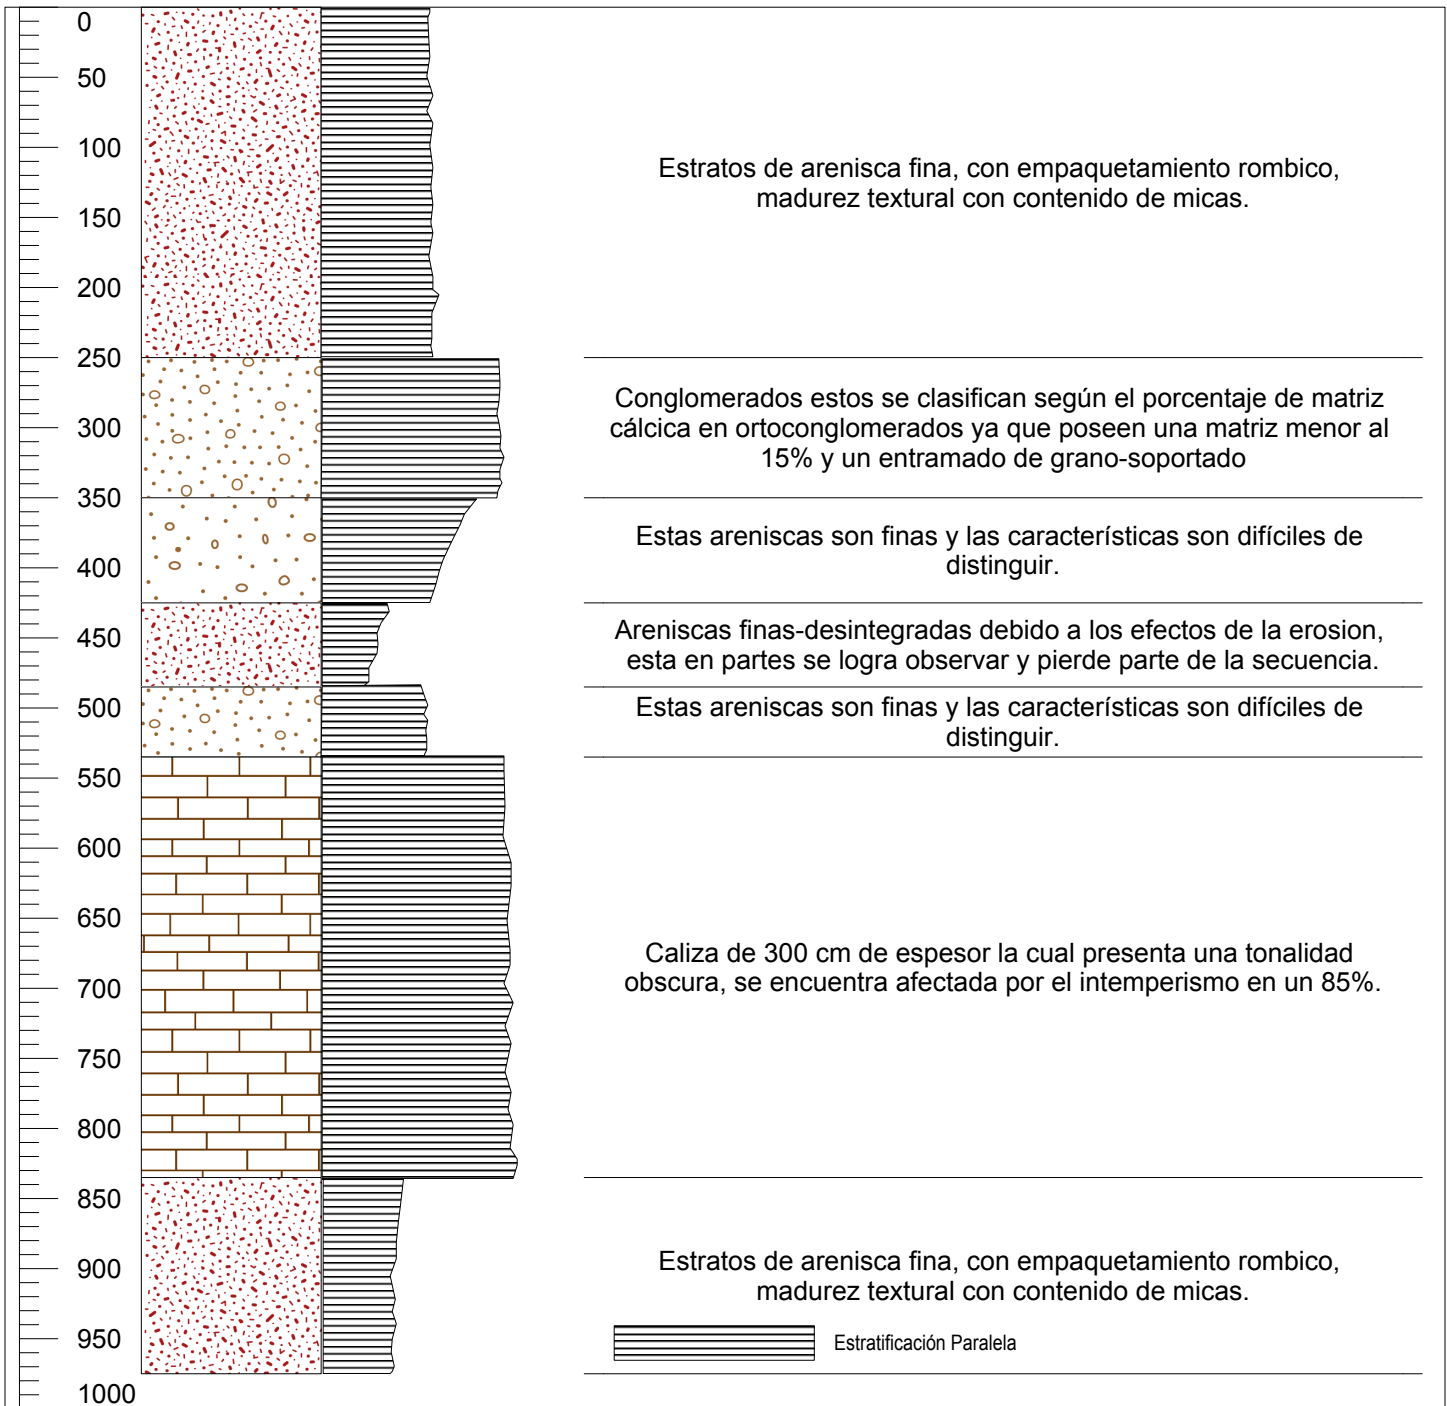 0
50
100
Estratos de arenisca fina, con empaquetamiento rombico,
madurez textural con contenido de micas.
150
200
250
Conglomerados estos se clasifican según el porcentaje de matriz
cálcica en ortoconglomerados ya que poseen una matriz menor al
15% y un entramado de grano-soportado
300
350
Estas areniscas son finas y las características son difíciles de
distinguir.
400
Areniscas finas-desintegradas debido a los efectos de la erosion,
esta en partes se logra observar y pierde parte de la secuencia.
450
Estas areniscas son finas y las características son difíciles de
distinguir.
500
550
600
650
Caliza de 300 cm de espesor la cual presenta una tonalidad
obscura, se encuentra afectada por el intemperismo en un 85%.
700
750
800
850
900
Estratos de arenisca fina, con empaquetamiento rombico,
madurez textural con contenido de micas.
950
Estratificación Paralela
1000